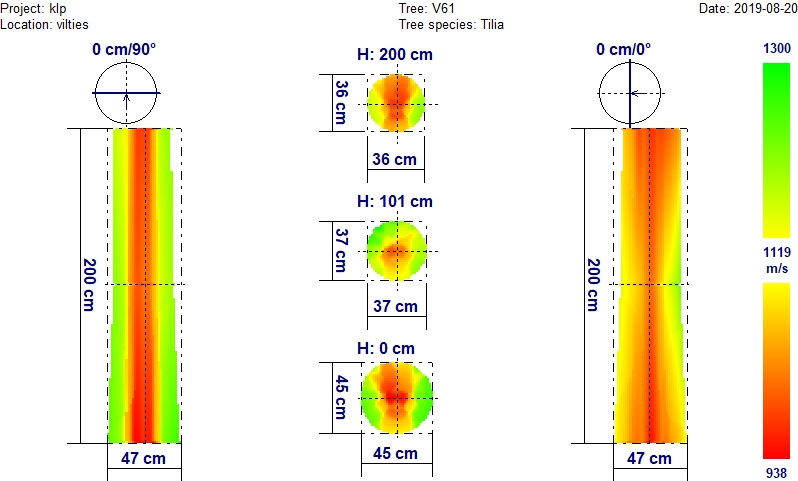 Project: klp
Tree: V61
Date: 2019-08-20
Location: vilties
Tree species: Tilia
0 cm/90°
H: 200 cm
0 cm/0°
1300
36 cm
36 cm
H: 101 cm
37 cm
37 cm
1119
m/s
200 cm
200 cm
H: 0 cm
45 cm
45 cm
47 cm
47 cm
938